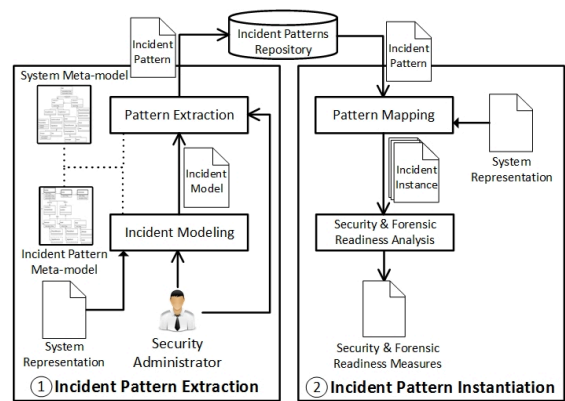 Incident
Pattern
Incident Patterns
Repository
Incident
Pattern
System Meta-model
Pattern Extraction
Incident
Model
Incident Modeling
Incident Pattern
Meta-model
System
Representation
Security
Administrator
1 Incident Pattern Extraction
Pattern Mapping
System
Representation
Incident
Instance
Security & Forensic
Readiness Analysis
Security & Forensic
Readiness Measures
2 Incident Pattern Instantiation